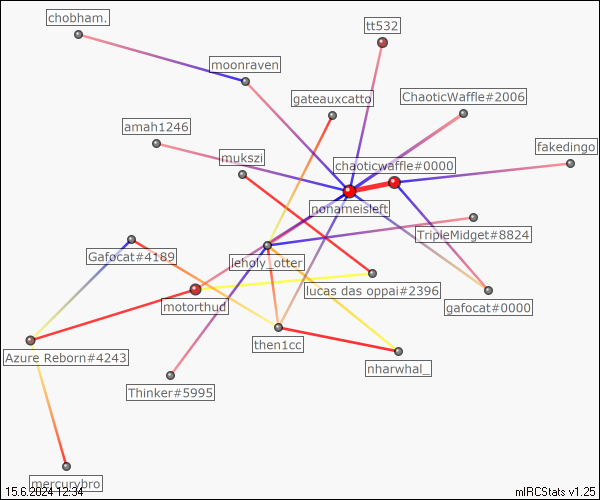 chobham.
tt532
moonraven
gateauxcatto
ChaoticWaffle#2006
amah1246
fakedingo
mukszi
chaoticwaffle#0000
nonameisleft
TripleMidget#8824
Gafocat#4189
leholy_otter
lucas das oppai#2396
motorthud
gafocat#0000
then1cc
Azure Reborn#4243
nharwhal_
Thinker#5995
mercurybro
15.6.2024 12:34
mIRCStats v1.25